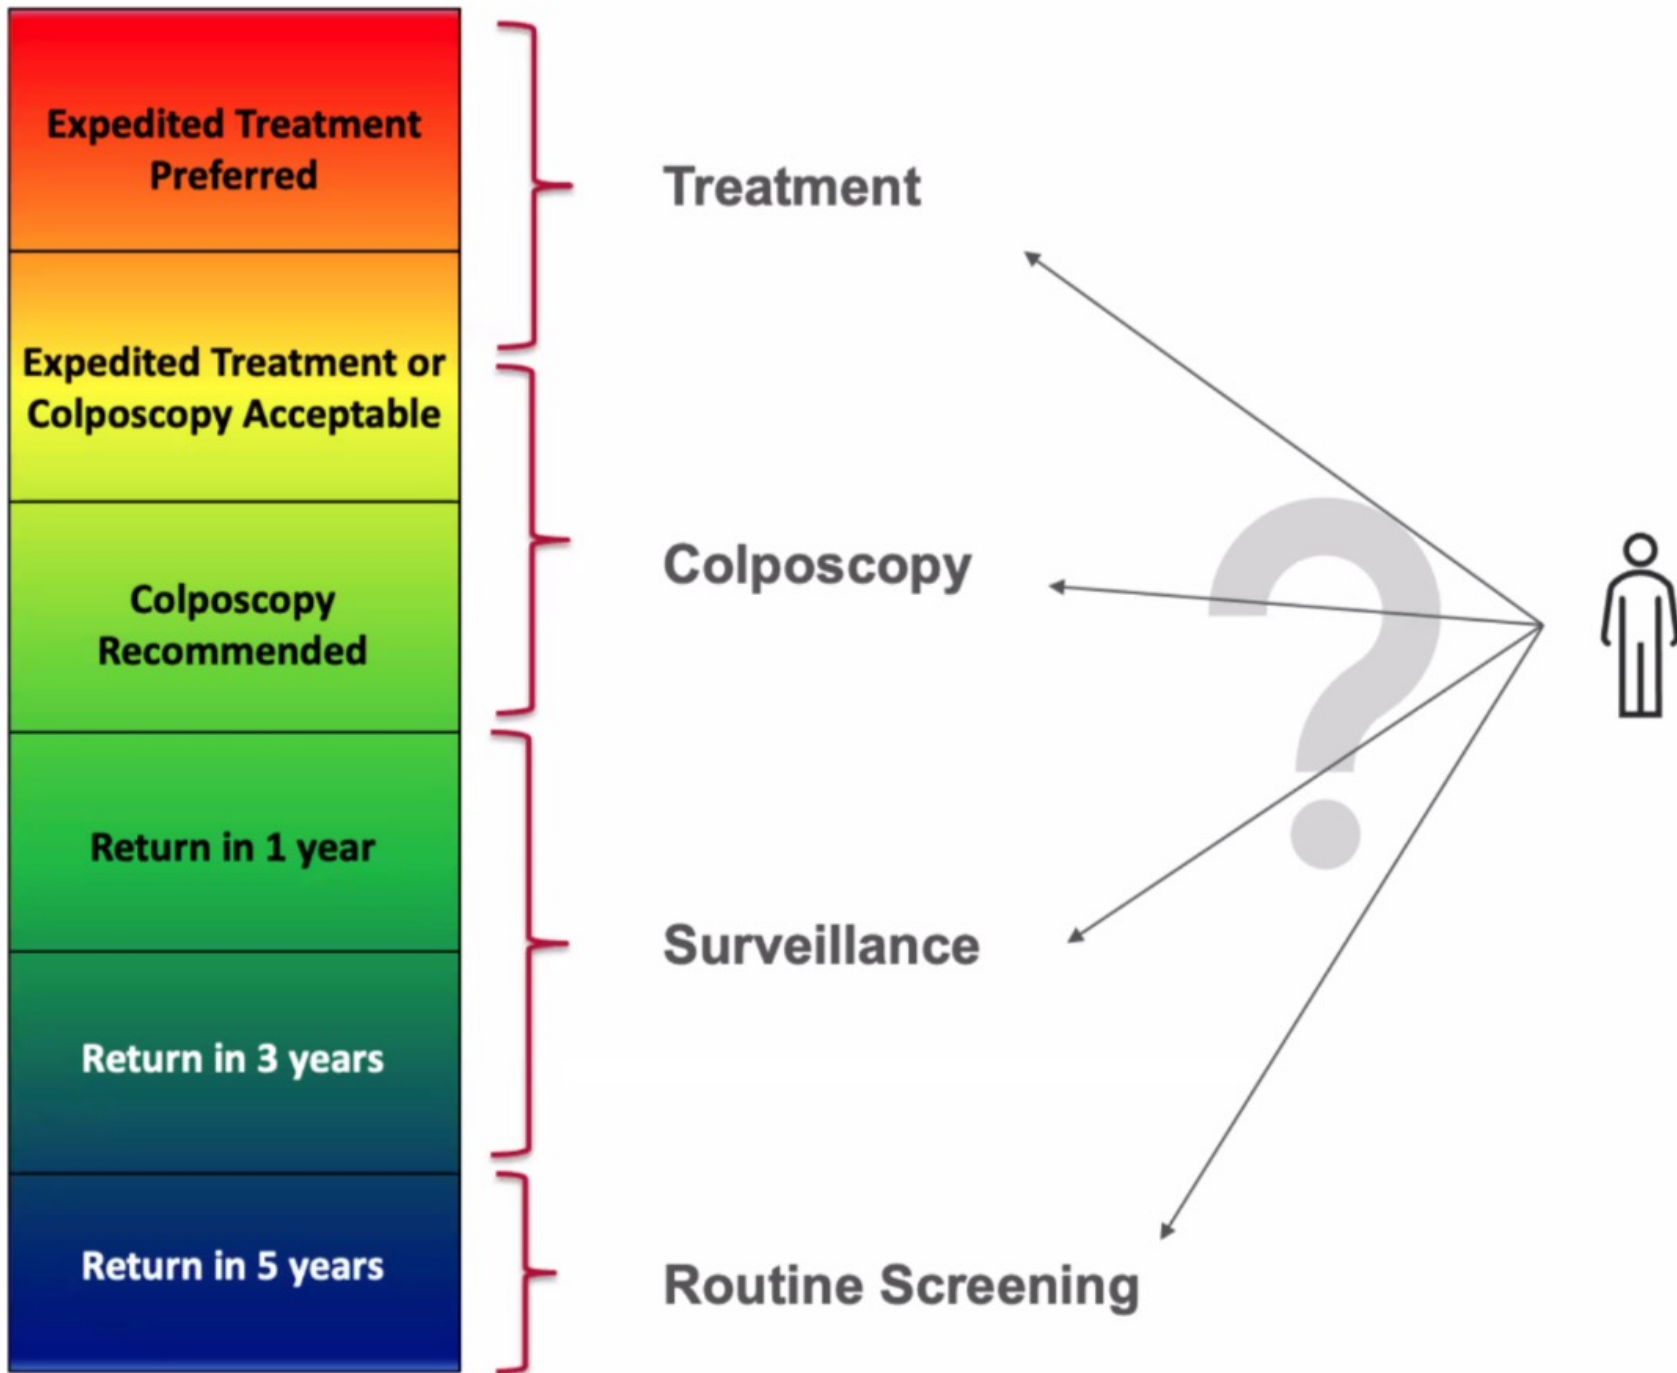 Expedited Treatment
Preferred
Treatment
Expedited Treatment or
Colposcopy Acceptable
Colposcopy
Colposcopy
Recommended
Return in 1 year
Surveillance
Return in 3 years
Return in 5 years
Routine Screening
?